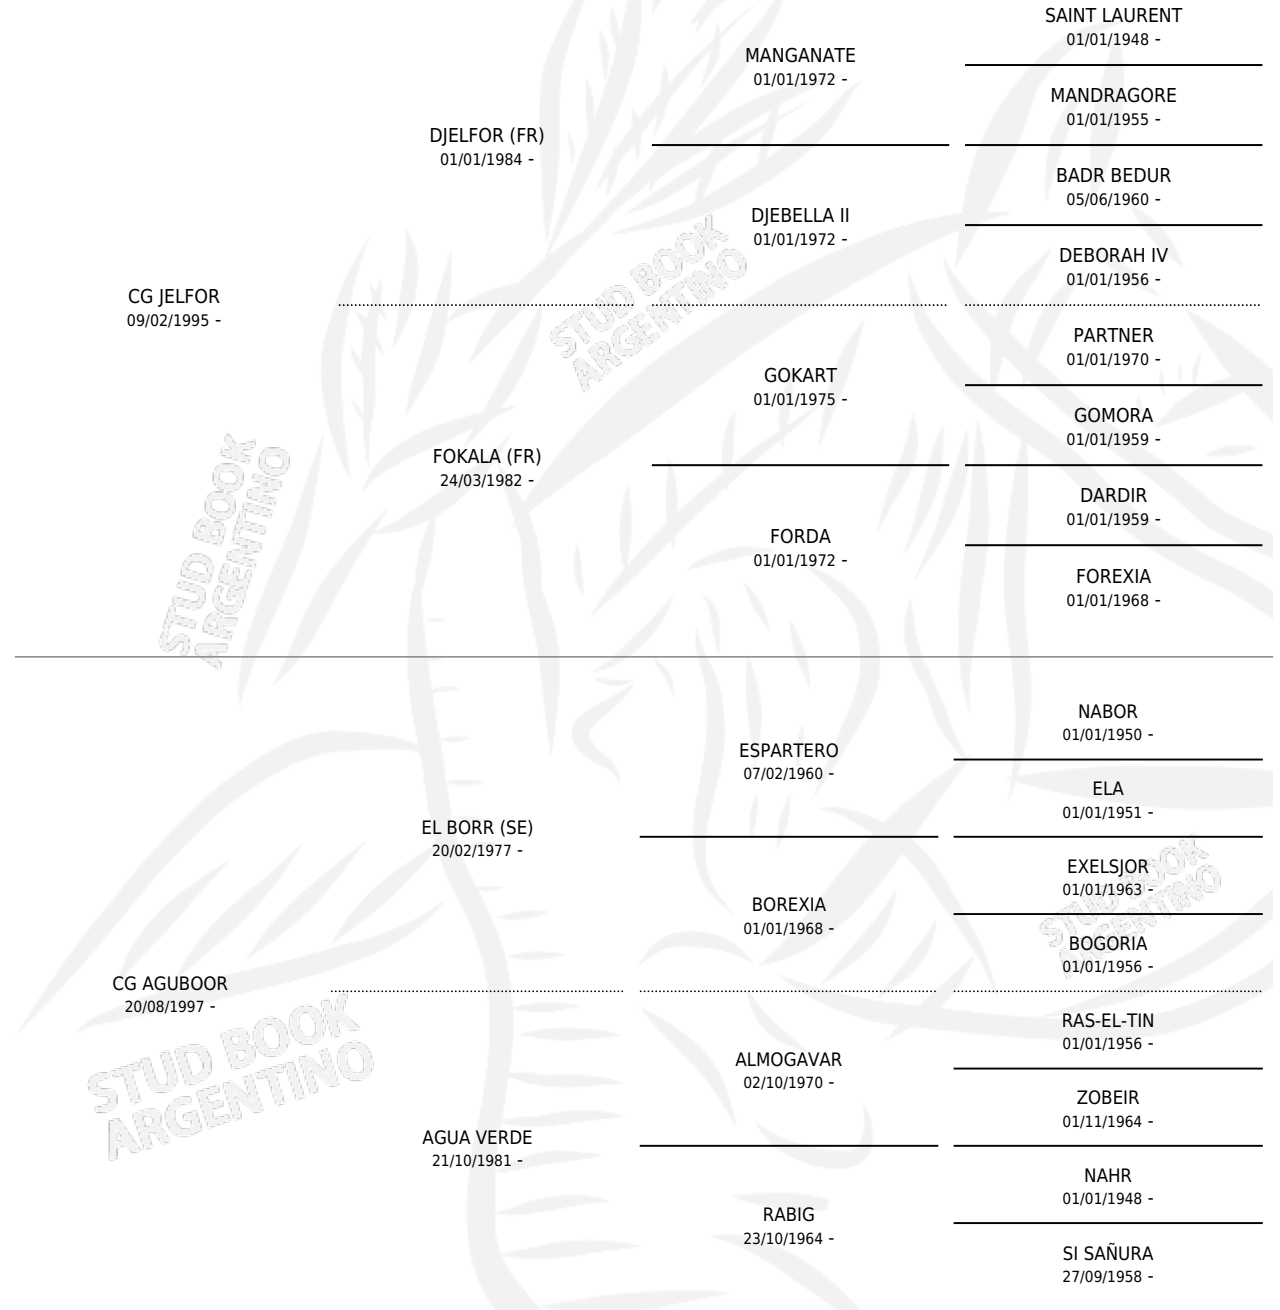 SAINT LAURENT
01/01/1948 -
MANGANATE
01/01/1972 -
MANDRAGORE
01/01/1955 -
DJELFOR (FR)
01/01/1984 -
BADR BEDUR
05/06/1960 -
DJEBELLA II
01/01/1972 -
DEBORAH IV
01/01/1956 -
CG JELFOR
09/02/1995 -
STUD BOOK
ARGENTINO
PARTNER
01/01/1970 -
GOKART
01/01/1975 -
GOMORA
01/01/1959 -
FOKALA (FR)
24/03/1982 -
DARDIR
01/01/1959 -
FORDA
01/01/1972 -
FOREXIA
01/01/1968 -
STUD BOOK
ARGENTINO
NABOR
01/01/1950 -
ESPARTERO
07/02/1960 -
ELA
01/01/1951 -
EL BORR (SE)
20/02/1977 -
EXELSJOR
01/01/1963 -
BOREXIA
01/01/1968 -
STUD BOOK
ARGENTINO
BOGORIA
01/01/1956 -
CG AGUBOOR
20/08/1997 -
RAS-EL-TIN
01/01/1956 -
STUD BOOK
ARGENTINO
ALMOGAVAR
02/10/1970 -
ZOBEIR
01/11/1964 -
AGUA VERDE
21/10/1981 -
NAHR
01/01/1948 -
RABIG
23/10/1964 -
SI SAÑURA
27/09/1958 -